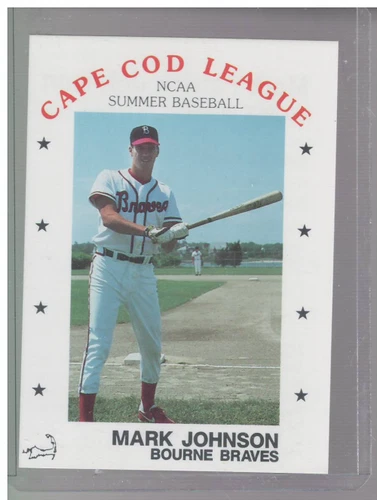 CAPE COD LEAGUE
NCAA
SUMMER BASEBALL
B
Braves
MARK JOHNSON
BOURNE BRAVES